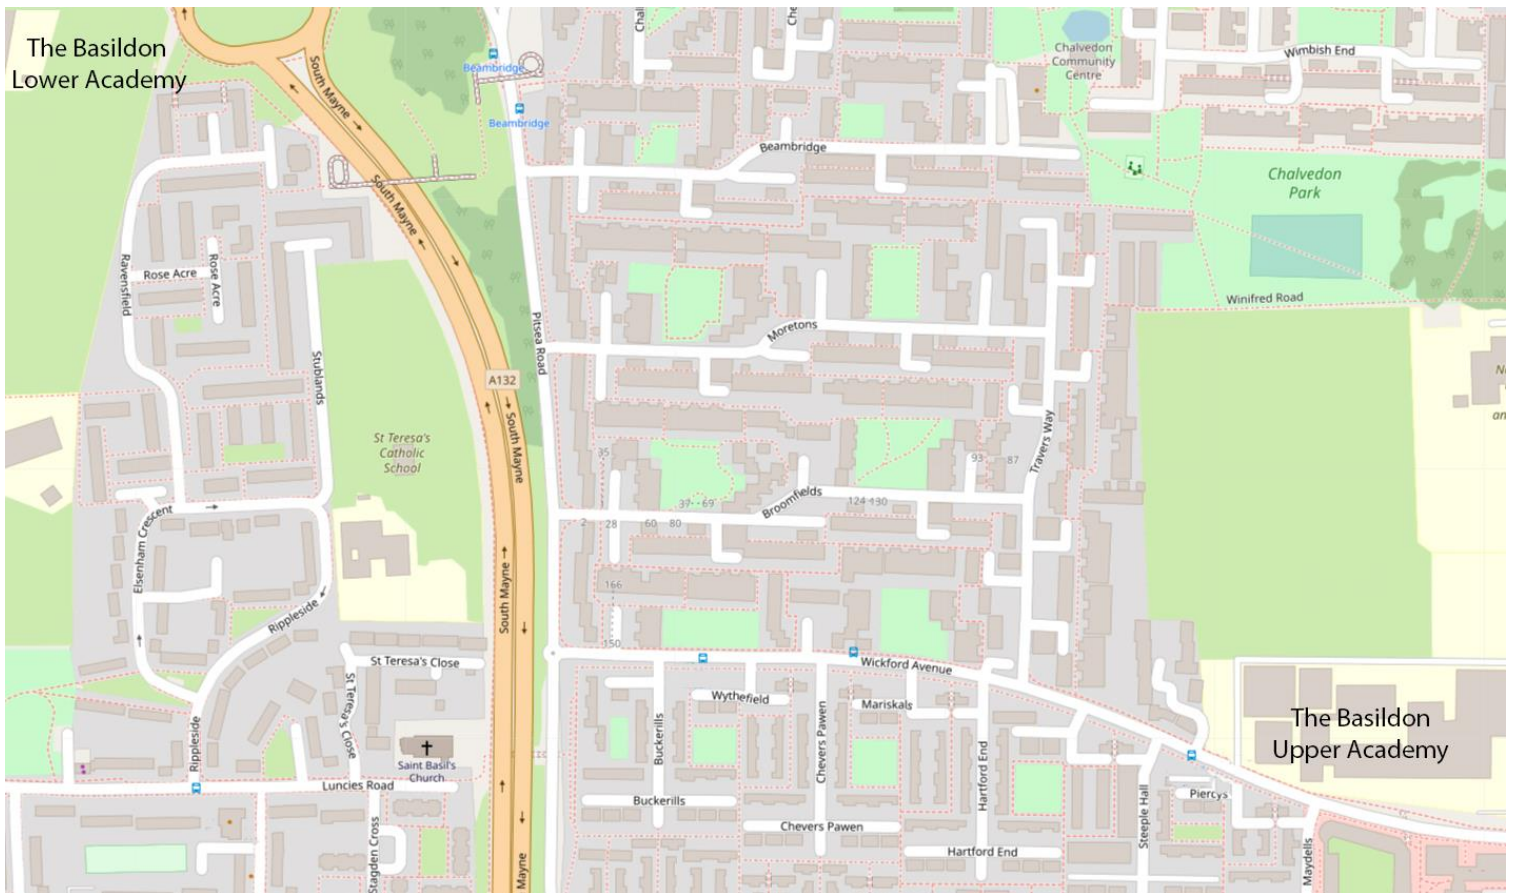 The Basildon
Lower Academy
South Mayne
Beambridge
Beambridge
Chalvedon
Community
Centre
Wimbish End
Beambridge
Chalvedon
Park
South Mayne
Ravensfield
Rose Acre
Rose Acre
Winifred Road
Pitsea Road
Moretons
Stublands
A132
South Mayne
St Teresa's
Catholic
School
Travers Way
35
93
87
37 - 69
Broomfields
124-130
2
28
60
80
Elsenham Crescent
South Mayne
166
150
Rippleside
St Teresa's Close
Wickford Avenue
St Teresa's Close
Wythefield
Mariskals
Rippleside
Buckerills
Chevers Pawen
Hartford End
The Basildon
Upper Academy
Saint Basil's
Church
Luncies Road
Buckerills
Piercys
Steeple Hall
Chevers Pawen
Hartford End
Stagden Cross
Mayne
Maydells